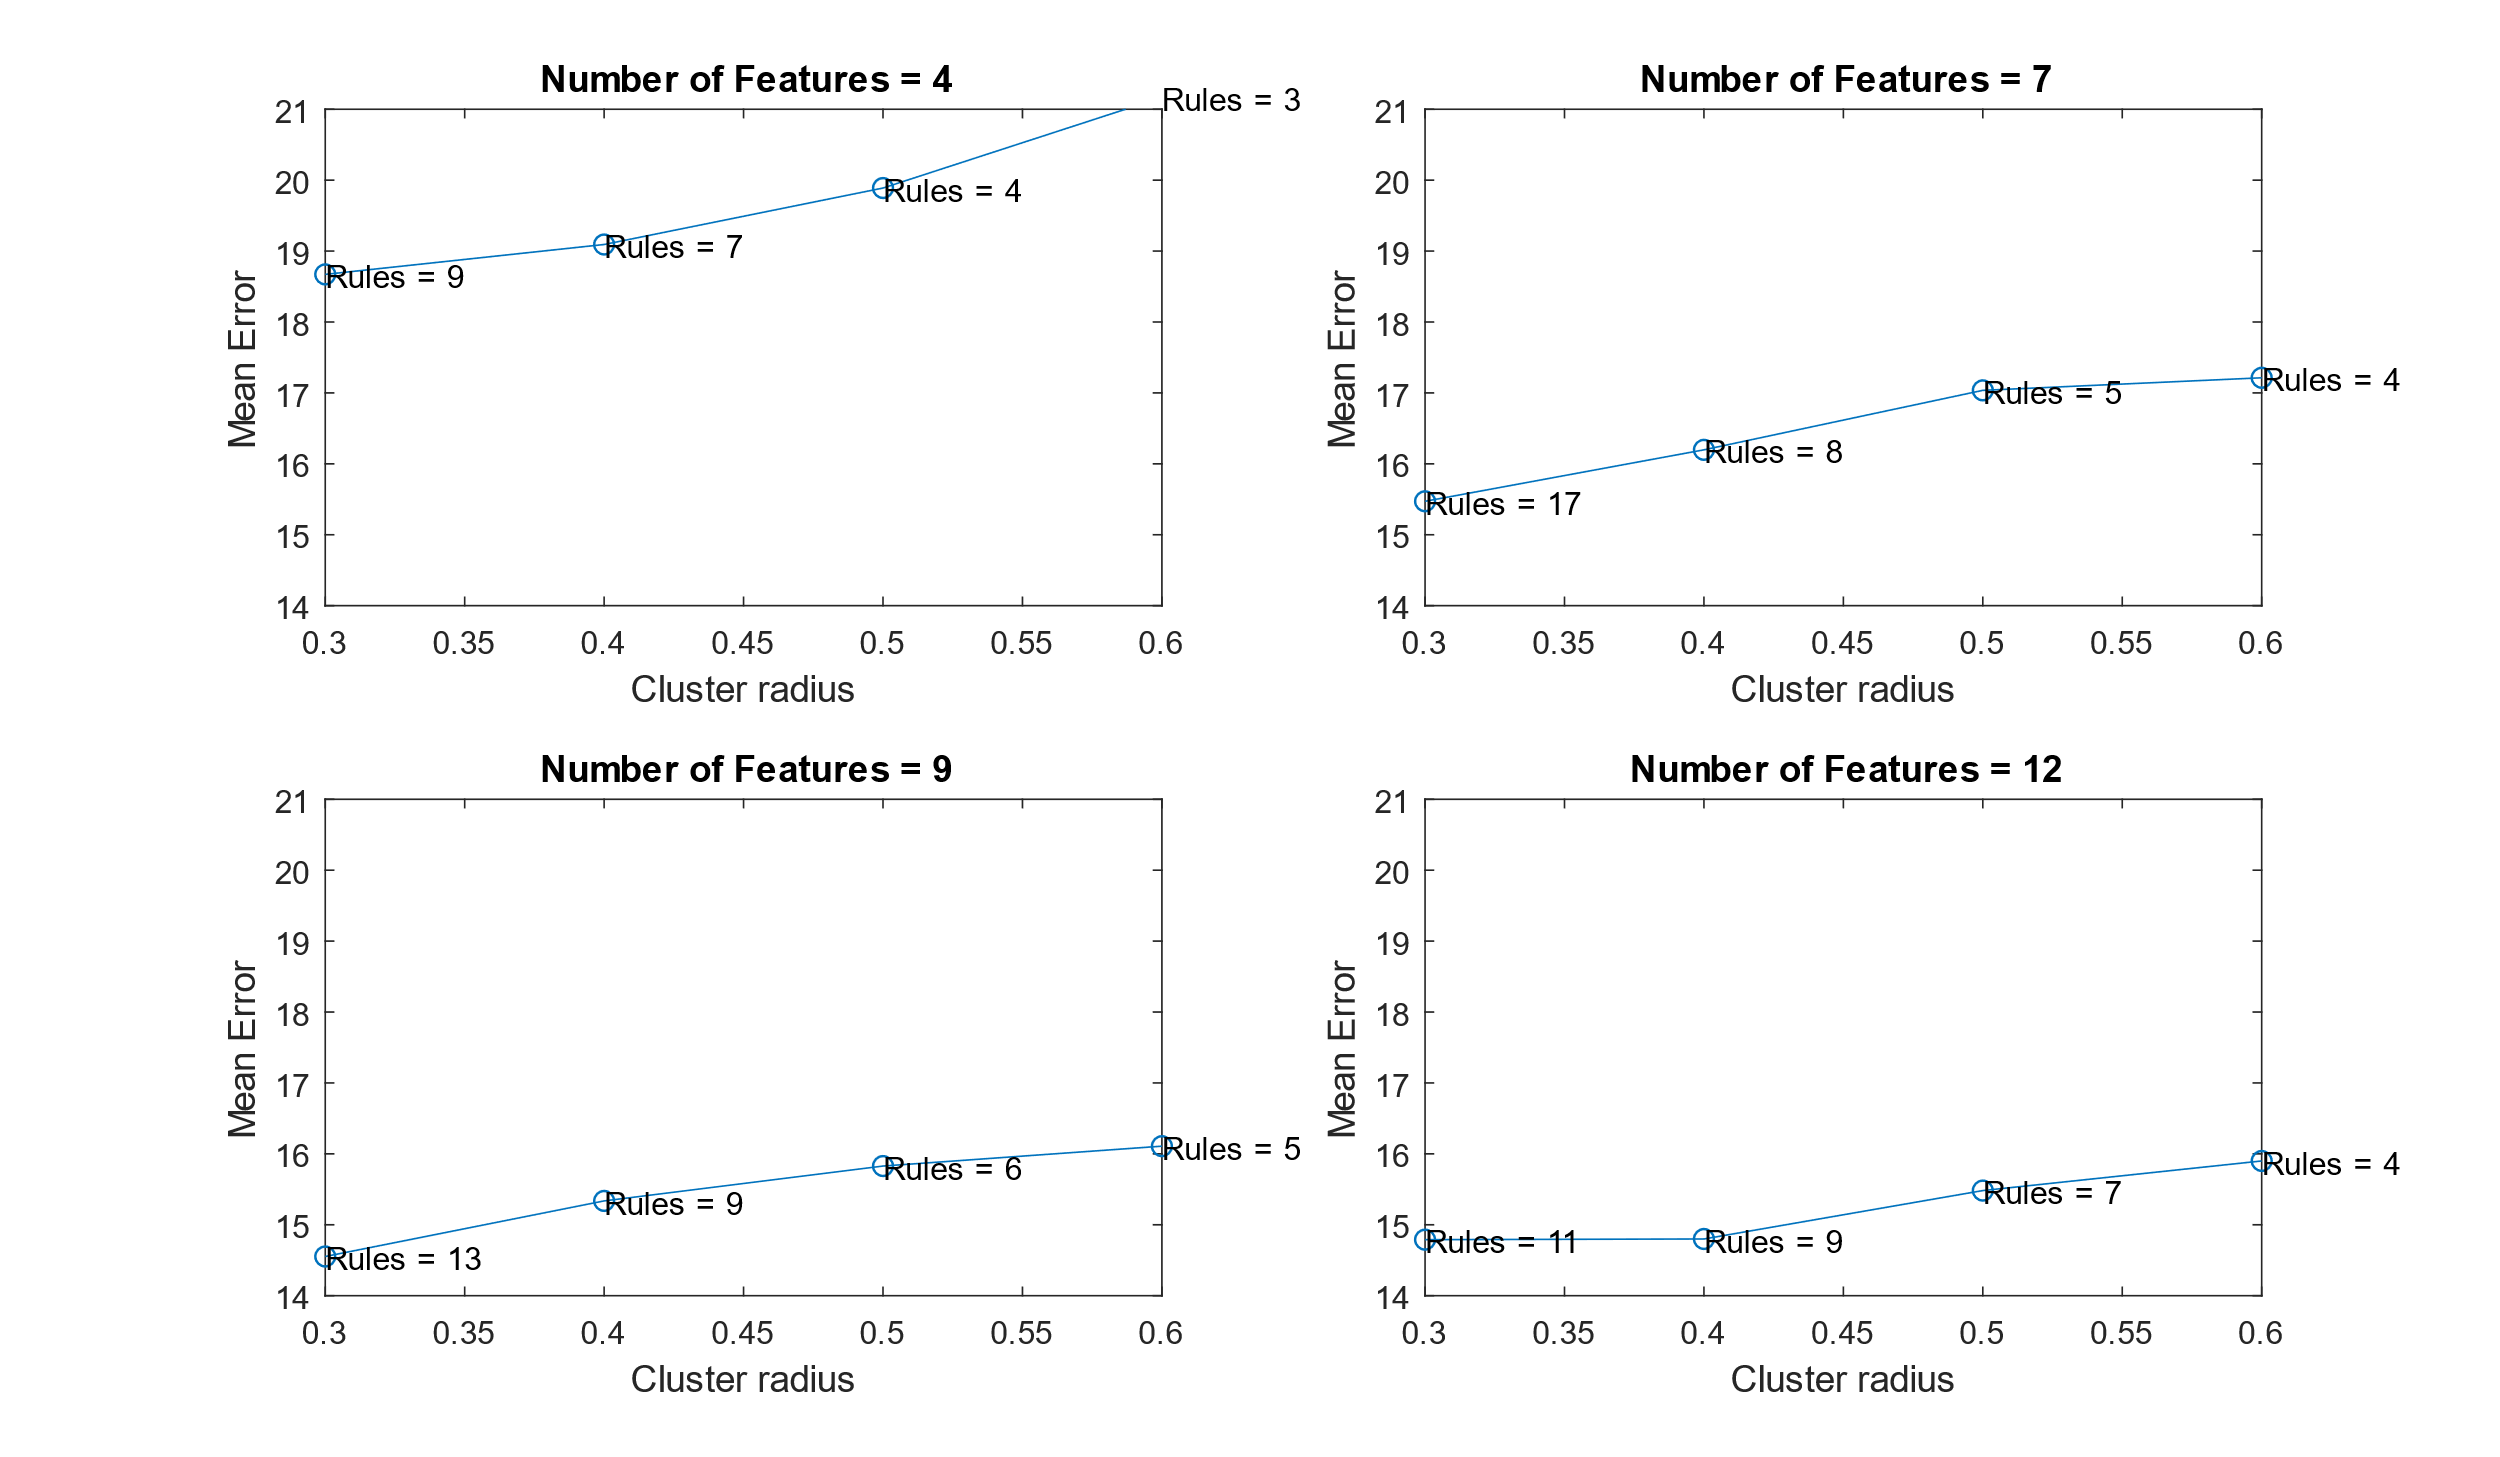 Number of Features = 4
Rules = 3
21
20
19
18
17
16
15
14
Mean Error
Rules = 9
Rules = 7
Rules = 4
0.3 0.35 0.4 0.45 0.5 0.55 0.6
Cluster radius
Number of Features = 7
21
20
19
18
17
16
15
14
Mean Error
Rules = 17
Rules = 8
Rules = 5
Rules = 4
0.3 0.35 0.4 0.45 0.5 0.55 0.6
Cluster radius
Number of Features = 9
21
20
19
18
17
16
15
14
Mean Error
Rules = 13
Rules = 9
Rules = 6
Rules = 5
0.3 0.35 0.4 0.45 0.5 0.55 0.6
Cluster radius
Number of Features = 12
21
20
19
18
17
16
15
14
Mean Error
Rules = 11
Rules = 9
Rules = 7
Rules = 4
0.3 0.35 0.4 0.45 0.5 0.55 0.6
Cluster radius